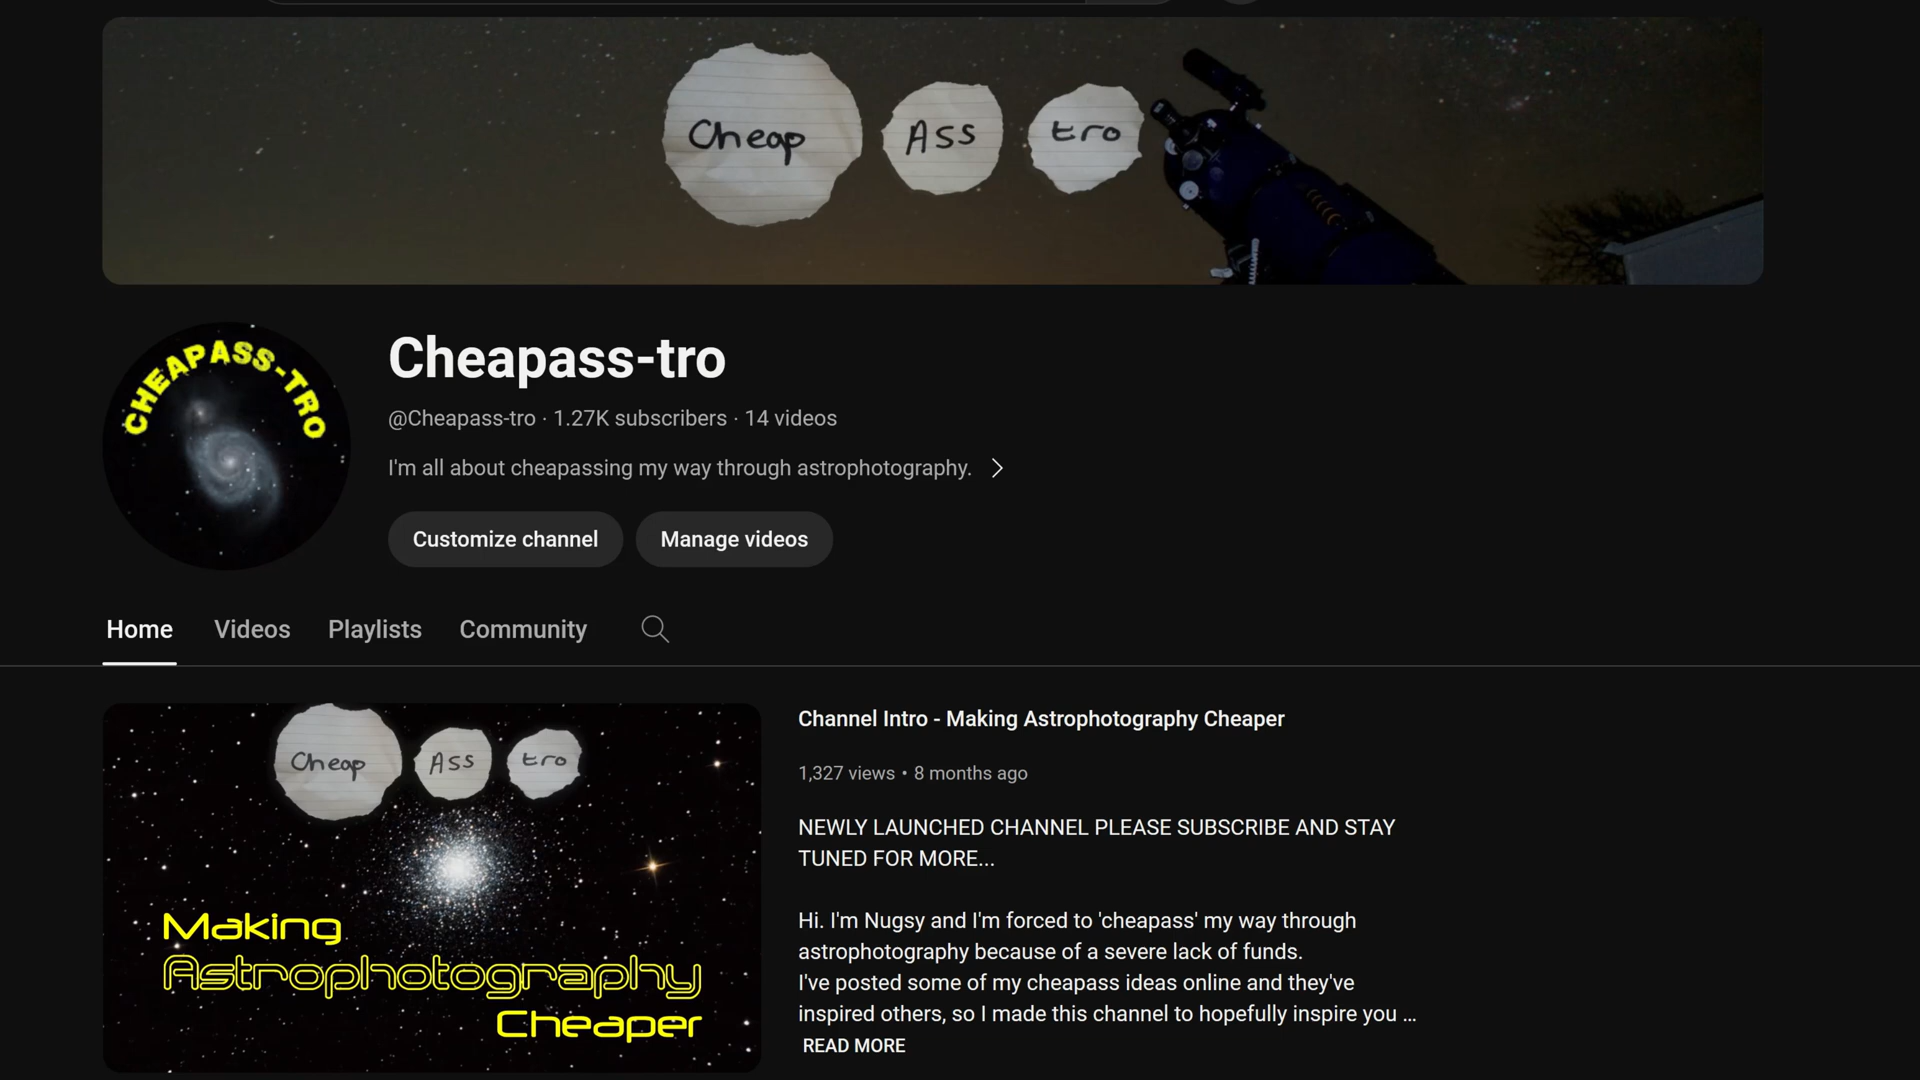 Cheap Ass tro
CHEAPASS-TRO
Cheapass-tro
@Cheapass-tro · 1.27K subscribers · 14 videos
I'm all about cheapassing my way through astrophotography.
Customize channel Manage videos
Home Videos Playlists Community
Cheap Ass tro
Making
Astrophotography
Cheaper
Channel Intro - Making Astrophotography Cheaper
1,327 views • 8 months ago
NEWLY LAUNCHED CHANNEL PLEASE SUBSCRIBE AND STAY
TUNED FOR MORE...
Hi. I'm Nugsy and I'm forced to 'cheapass' my way through
astrophotography because of a severe lack of funds.
I've posted some of my cheapass ideas online and they've
inspired others, so I made this channel to hopefully inspire you ...
READ MORE